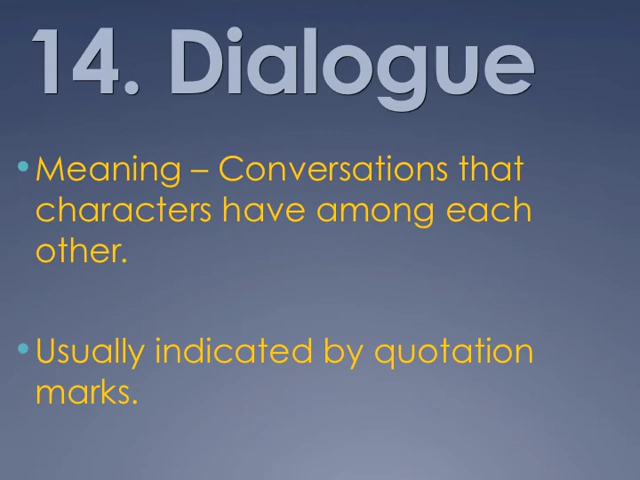 14. Dialogue
•Meaning – Conversations that
characters have among each
other.
•Usually indicated by quotation
marks.